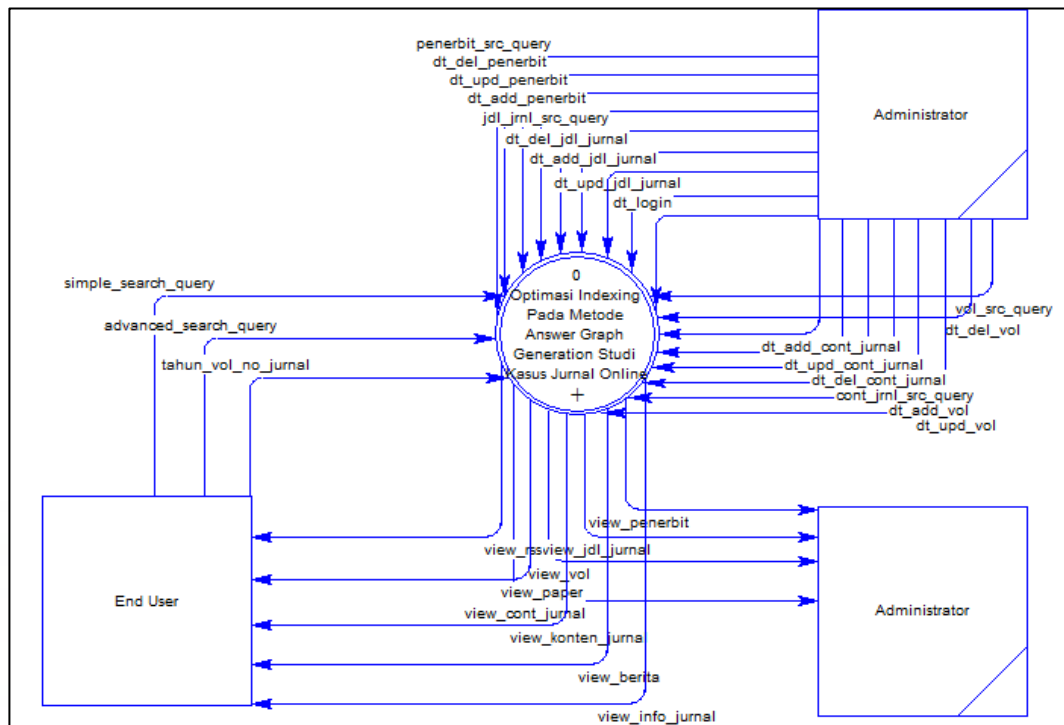 penerbit_src_query
dt_del_penerbit
dt_upd_penerbit
dt_add_penerbit
jdl_jrnl_src_query
dt_del_jdl_jurnal
dt_add_jdl_jurnal
dt_upd_jdl_jurnal
dt_login
Administrator
simple_search_query
advanced_search_query
tahun_vol_no_jurnal
0
Optimasi Indexing
Pada Metode
Answer Graph
Generation Studi
Kasus Jurnal Online
+
vol_src_query
dt_del_vol
dt_add_cont_jurnal
dt_upd_cont_jurnal
dt_del_cont_jurnal
cont_jrnl_src_query
dt_add_vol
dt_upd_vol
view_penerbit
view_rss
view_jdl_jurnal
view_vol
view_paper
view_cont_jurnal
view_konten_jurnal
view_berita
view_info_jurnal
End User
Administrator